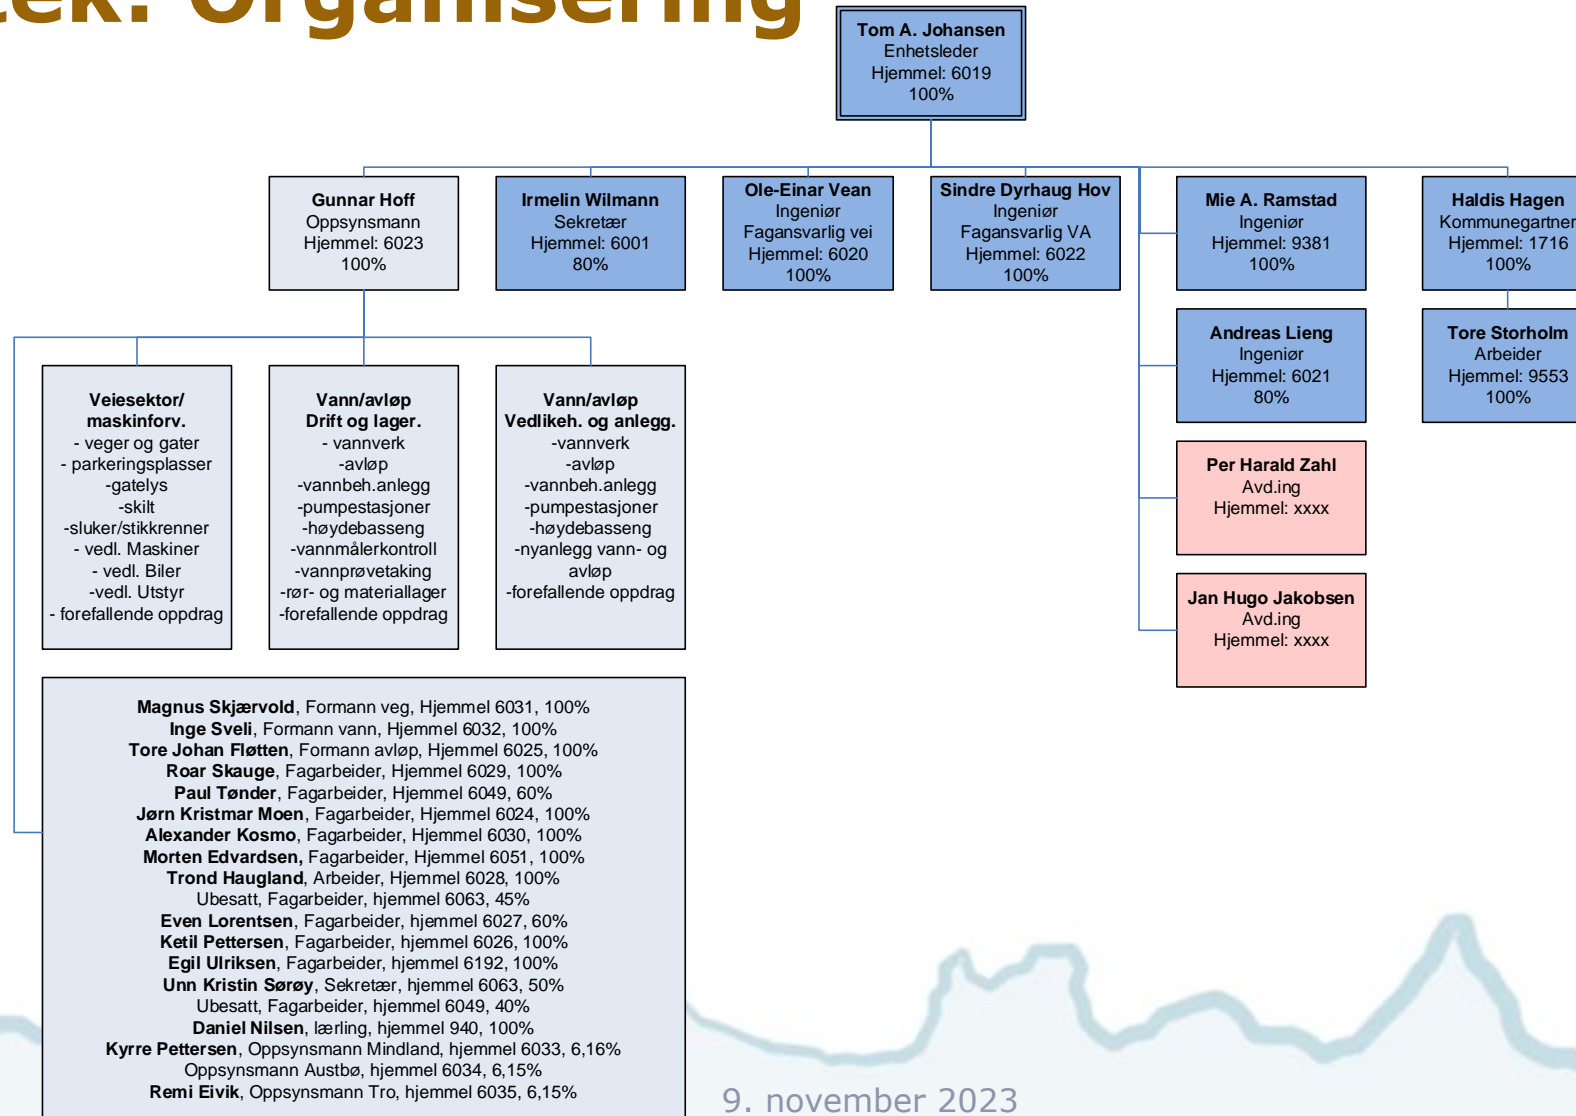 tek. Organisering
Tom A. Johansen
Enhetsleder
Hjemmel: 6019
100%
Gunnar Hoff
Oppsynsmann
Hjemmel: 6023
100%
Irmelin Wilmann
Sekretær
Hjemmel: 6001
80%
Ole-Einar Vean
Ingeniør
Fagansvarlig vei
Hjemmel: 6020
100%
Sindre Dyrhaug Hov
Ingeniør
Fagansvarlig VA
Hjemmel: 6022
100%
Mie A. Ramstad
Ingeniør
Hjemmel: 9381
100%
Haldis Hagen
Kommunegartner
Hjemmel: 1716
100%
Andreas Lieng
Ingeniør
Hjemmel: 6021
80%
Tore Storholm
Arbeider
Hjemmel: 9553
100%
Per Harald Zahl
Avd.ing
Hjemmel: xxxx
Jan Hugo Jakobsen
Avd.ing
Hjemmel: xxxx
Veiesektor/
maskinforv.
- veger og gater
- parkeringsplasser
-gatelys
-skilt
-sluker/stikkrenner
- vedl. Maskiner
- vedl. Biler
-vedl. Utstyr
- forefallende oppdrag
Vann/avløp
Drift og lager.
- vannverk
-avløp
-vannbeh.anlegg
-pumpestasjoner
-høydebasseng
-vannmålerkontroll
-vannprøvetaking
-rør- og materiallager
-forefallende oppdrag
Vann/avløp
Vedlikeh. og anlegg.
-vannverk
-avløp
-vannbeh.anlegg
-pumpestasjoner
-høydebasseng
-nyanlegg vann- og
avløp
-forefallende oppdrag
Magnus Skjærvold, Formann veg, Hjemmel 6031, 100%
Inge Sveli, Formann vann, Hjemmel 6032, 100%
Tore Johan Fløtten, Formann avløp, Hjemmel 6025, 100%
Roar Skauge, Fagarbeider, Hjemmel 6029, 100%
Paul Tønder, Fagarbeider, Hjemmel 6049, 60%
Jørn Kristmar Moen, Fagarbeider, Hjemmel 6024, 100%
Alexander Kosmo, Fagarbeider, Hjemmel 6030, 100%
Morten Edvardsen, Fagarbeider, Hjemmel 6051, 100%
Trond Haugland, Arbeider, Hjemmel 6028, 100%
Ubesatt, Fagarbeider, hjemmel 6063, 45%
Even Lorentsen, Fagarbeider, hjemmel 6027, 60%
Ketil Pettersen, Fagarbeider, hjemmel 6026, 100%
Egil Ulriksen, Fagarbeider, hjemmel 6192, 100%
Unn Kristin Sørøy, Sekretær, hjemmel 6063, 50%
Ubesatt, Fagarbeider, hjemmel 6049, 40%
Daniel Nilsen, lærling, hjemmel 940, 100%
Kyrre Pettersen, Oppsynsmann Mindland, hjemmel 6033, 6,16%
Oppsynsmann Austbø, hjemmel 6034, 6,15%
Remi Eivik, Oppsynsmann Tro, hjemmel 6035, 6,15%
9. november 2023